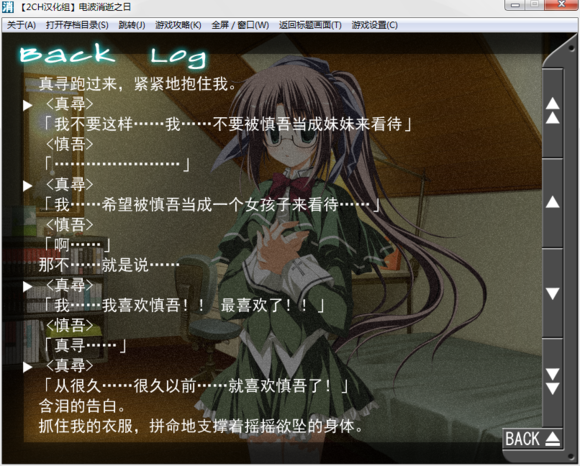 【2CH汉化组】电波消逝之日
关于(A) 打开存档目录(S) 跳转(J) 游戏攻略(K) 全屏 / 窗口(W) 返回标题画面(T) 游戏设置(C)
Back Log
真寻跑过来，紧紧地抱住我。
<真尋>
「我不要这样……我……不要被慎吾当成妹妹来看待」
<慎吾>
「……………………」
<真尋>
「我……希望被慎吾当成一个女孩子来看待……」
<慎吾>
「啊……」
那不……就是说……
<真尋>
「我……我喜欢慎吾！！ 最喜欢了！！」
<慎吾>
「真寻……」
<真尋>
「从很久……很久以前……就喜欢慎吾了！」
含泪的告白。
抓住我的衣服，拼命地支撑着摇摇欲坠的身体。
BACK